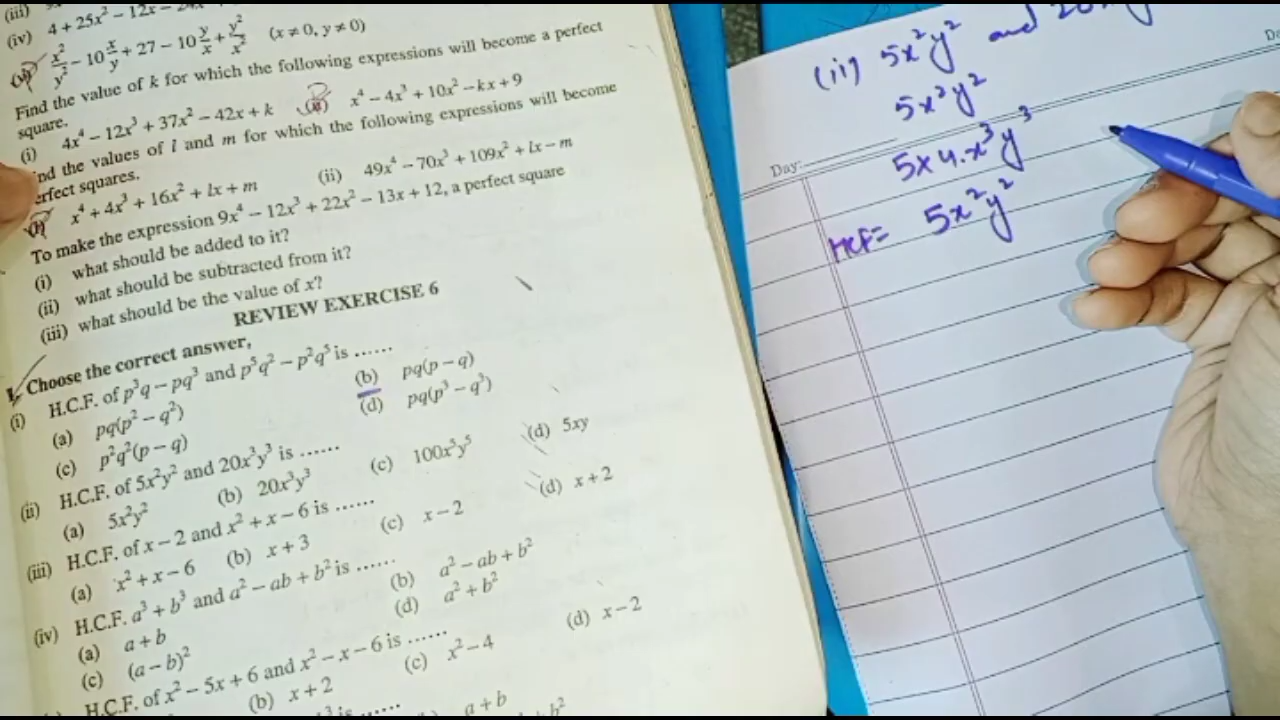 (iii)
(iv) 4 + 25x² − 12x −
(v) x²/y² − 10 x/y + 27 − 10 y/x + y²/x² (x ≠ 0, y ≠ 0)
Find the value of k for which the following expressions will become a perfect
square.
(i) 4x⁴ − 12x³ + 37x² − 42x + k (ii) x⁴ − 4x³ + 10x² − kx + 9
ind the values of l and m for which the following expressions will become
erfect squares.
(i) x⁴ + 4x³ + 16x² + lx + m (ii) 49x⁴ − 70x³ + 109x² + lx − m
To make the expression 9x⁴ − 12x³ + 22x² − 13x + 12, a perfect square
(i) what should be added to it?
(ii) what should be subtracted from it?
(iii) what should be the value of x?
REVIEW EXERCISE 6
1. Choose the correct answer,
(i) H.C.F. of p³q − pq³ and p⁵q² − p²q⁵ is ......
(a) pq(p² − q²) (b) pq(p − q)
(c) p²q²(p − q) (d) pq(p³ − q³)
(ii) H.C.F. of 5x²y² and 20x³y³ is ......
(a) 5x²y² (b) 20x³y³ (c) 100x⁵y⁵ (d) 5xy
(iii) H.C.F. of x − 2 and x² + x − 6 is ......
(a) x² + x − 6 (b) x + 3 (c) x − 2 (d) x + 2
(iv) H.C.F. a³ + b³ and a² − ab + b² is ......
(a) a + b (b) a² − ab + b²
(c) (a − b)² (d) a² + b²
H.C.F. of x² − 5x + 6 and x² − x − 6 is ......
(b) x + 2 (c) x² − 4 (d) x − 2
is ......
a + b
(ii) 5x²y² and
5x²y²
Day:
5x4.x³y³
HCF= 5x²y²